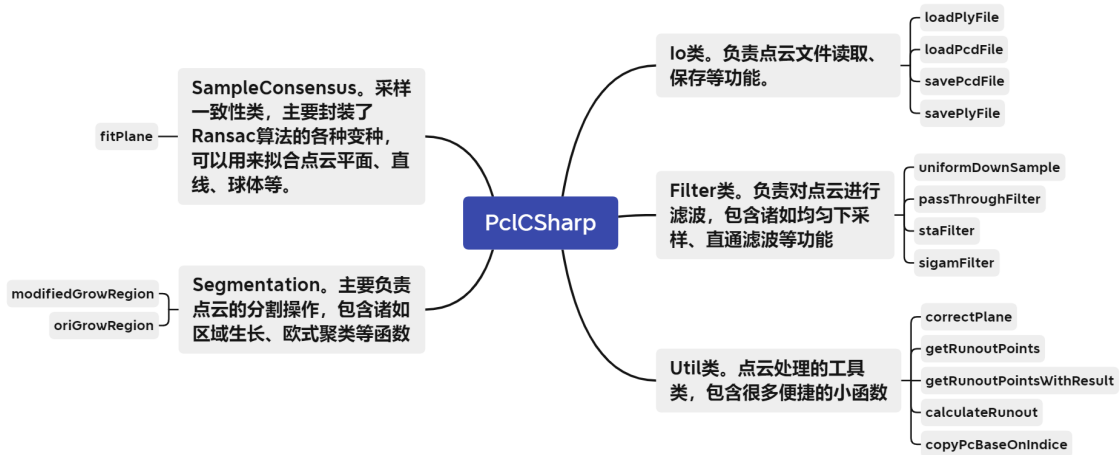 PclCSharp
SampleConsensus。采样
一致性类，主要封装了
Ransac算法的各种变种，
可以用来拟合点云平面、直
线、球体等。
fitPlane
Segmentation。主要负责
点云的分割操作，包含诸如
区域生长、欧式聚类等函数
modifiedGrowRegion
oriGrowRegion
Io类。负责点云文件读取、
保存等功能。
loadPlyFile
loadPcdFile
savePcdFile
savePlyFile
Filter类。负责对点云进行
滤波，包含诸如均匀下采
样、直通滤波等功能
uniformDownSample
passThroughFilter
staFilter
sigamFilter
Util类。点云处理的工具
类，包含很多便捷的小函数
correctPlane
getRunoutPoints
getRunoutPointsWithResult
calculateRunout
copyPcBaseOnIndice